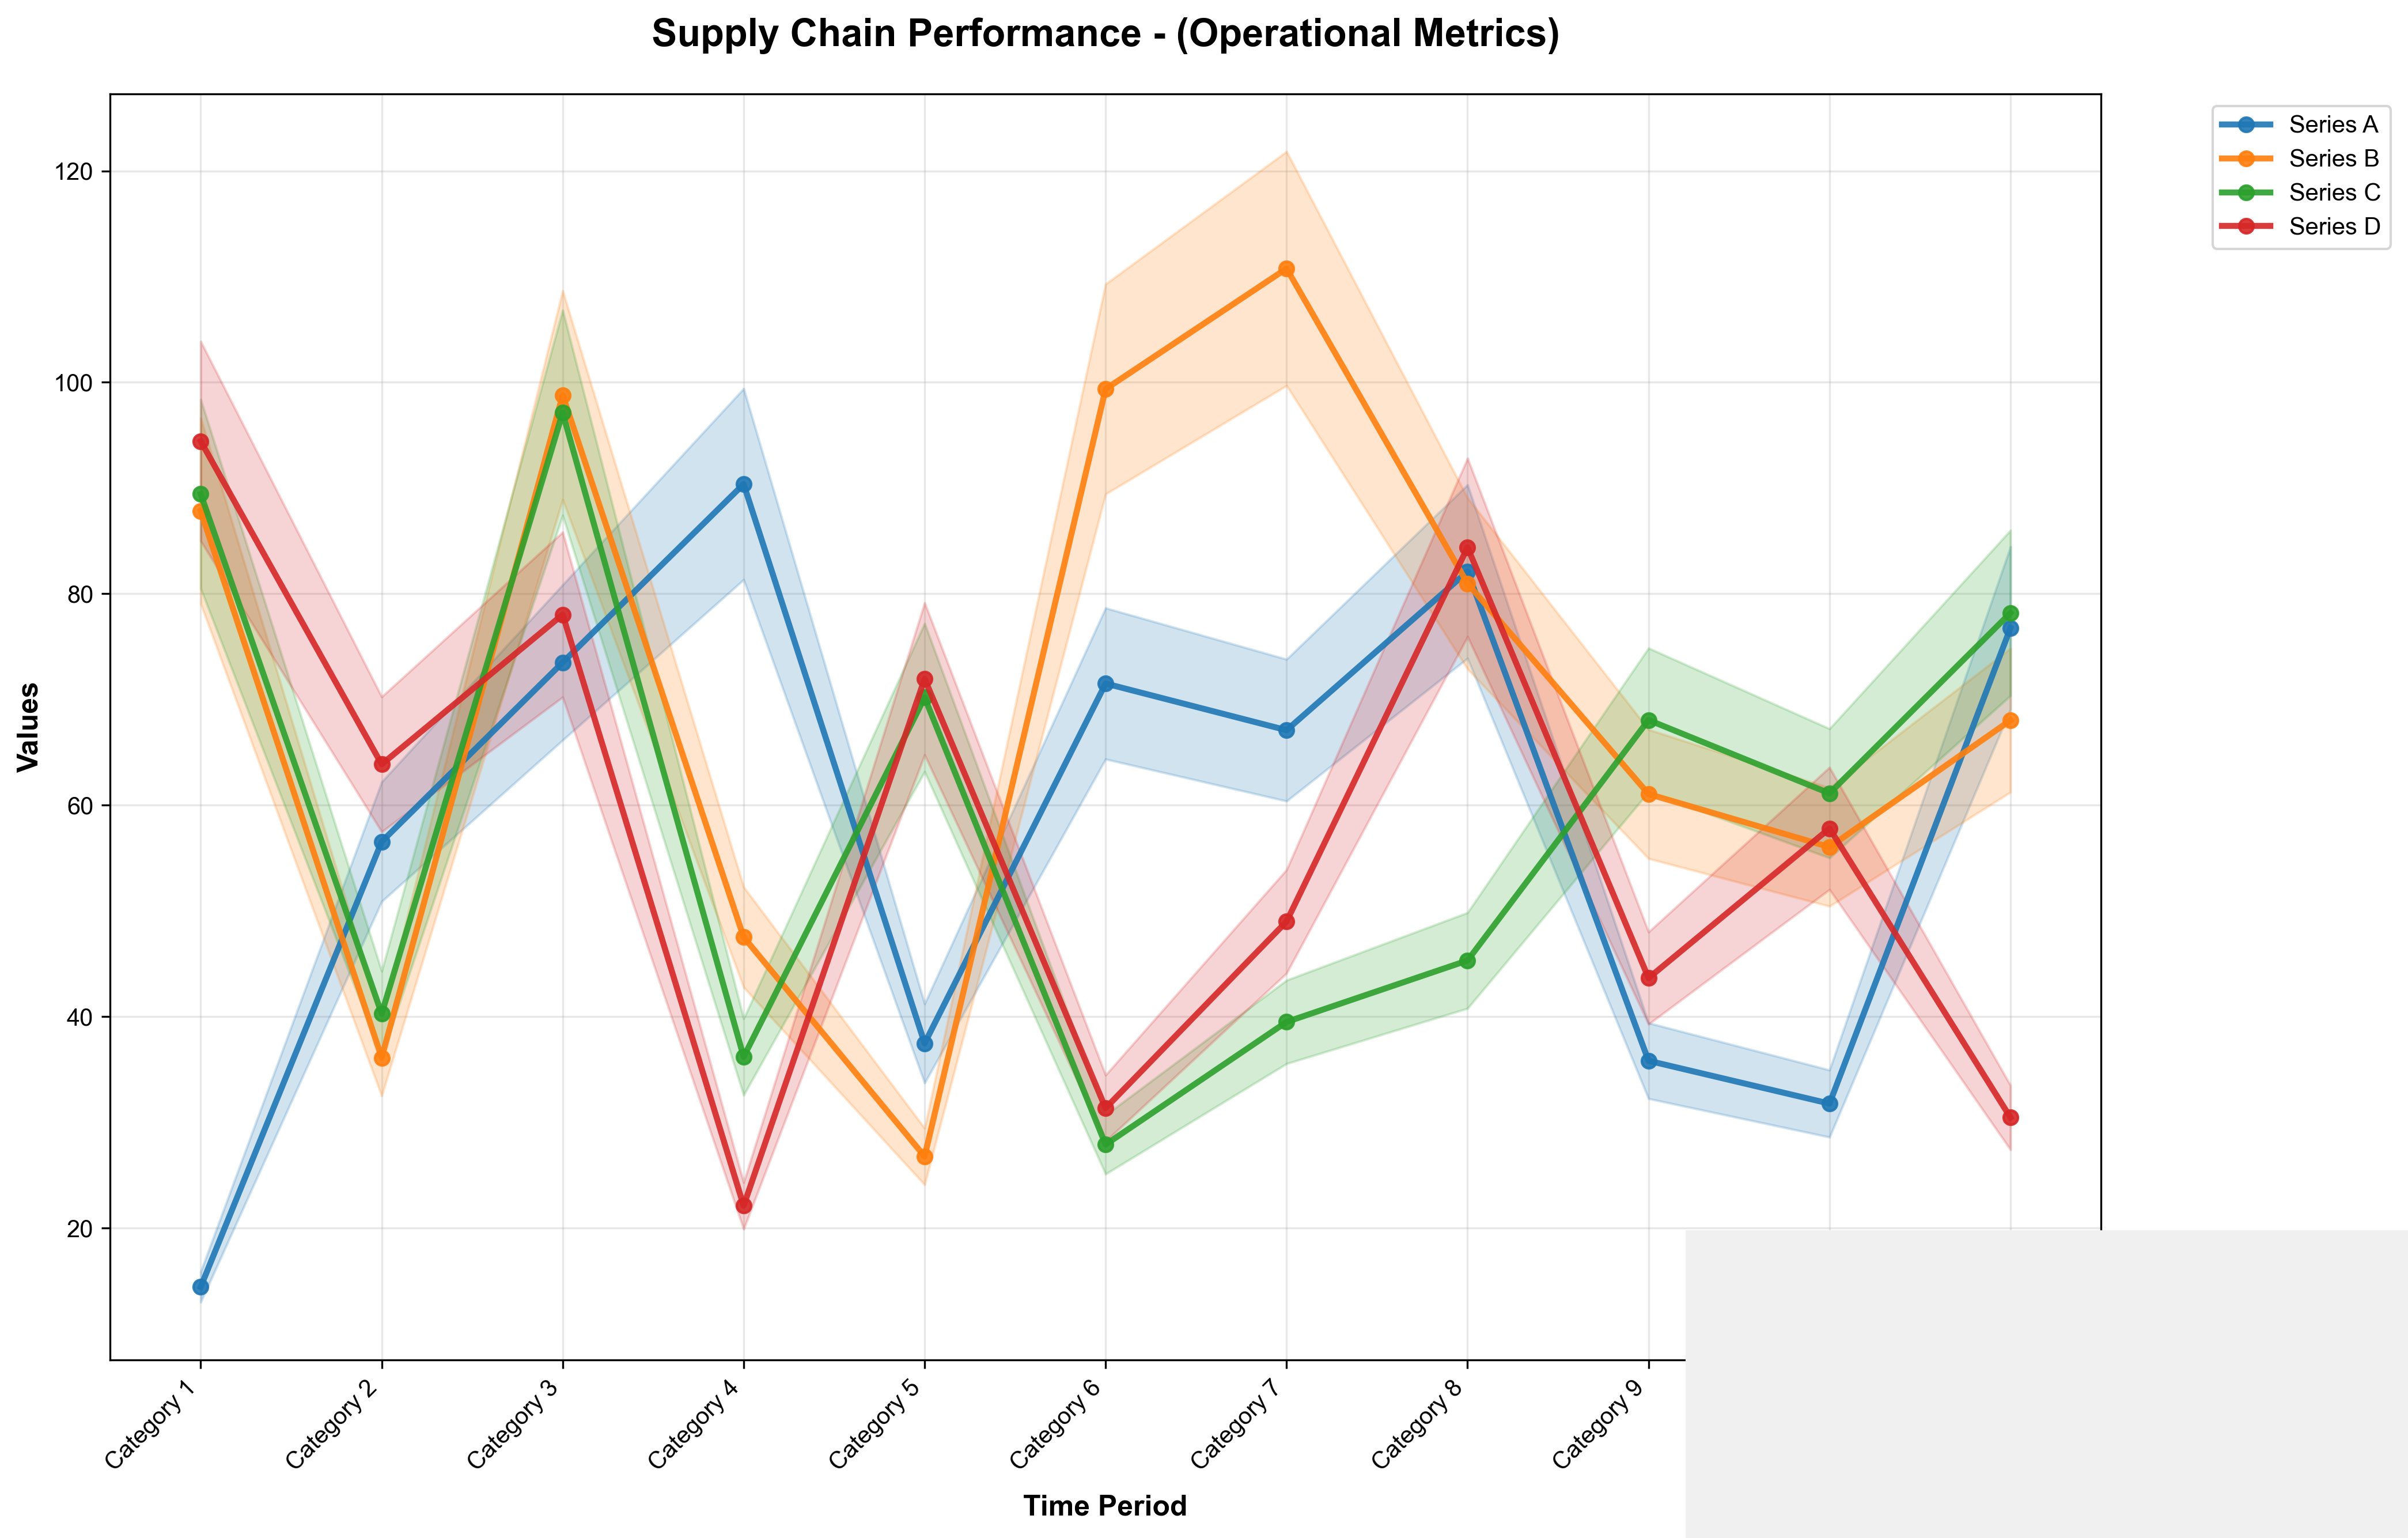 Supply Chain Performance - (Operational Metrics)
Series A
Series B
Series C
Series D
Values
120
100
80
60
40
20
Category 1
Category 2
Category 3
Category 4
Category 5
Category 6
Category 7
Category 8
Category 9
Time Period